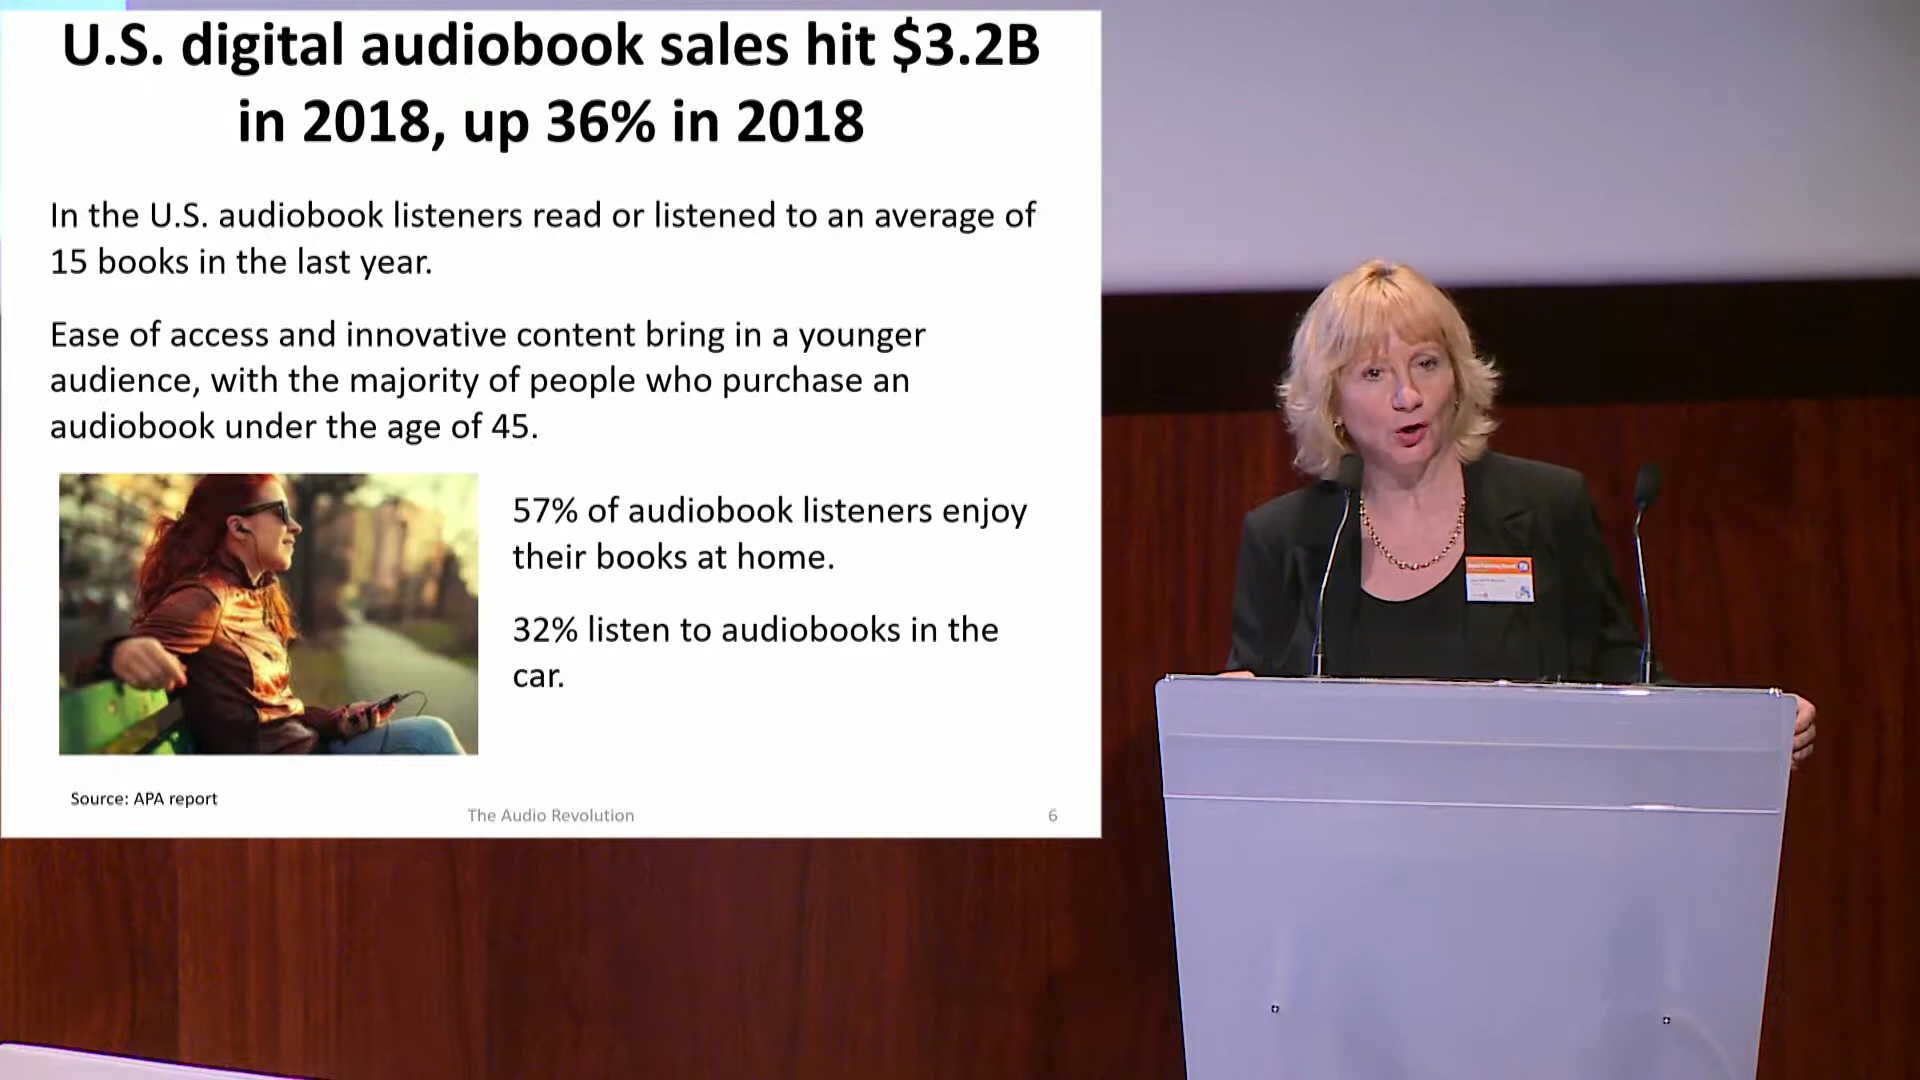 U.S. digital audiobook sales hit $3.2B
in 2018, up 36% in 2018
In the U.S. audiobook listeners read or listened to an average of
15 books in the last year.
Ease of access and innovative content bring in a younger
audience, with the majority of people who purchase an
audiobook under the age of 45.
57% of audiobook listeners enjoy
their books at home.
32% listen to audiobooks in the
car.
Source: APA report
The Audio Revolution
6